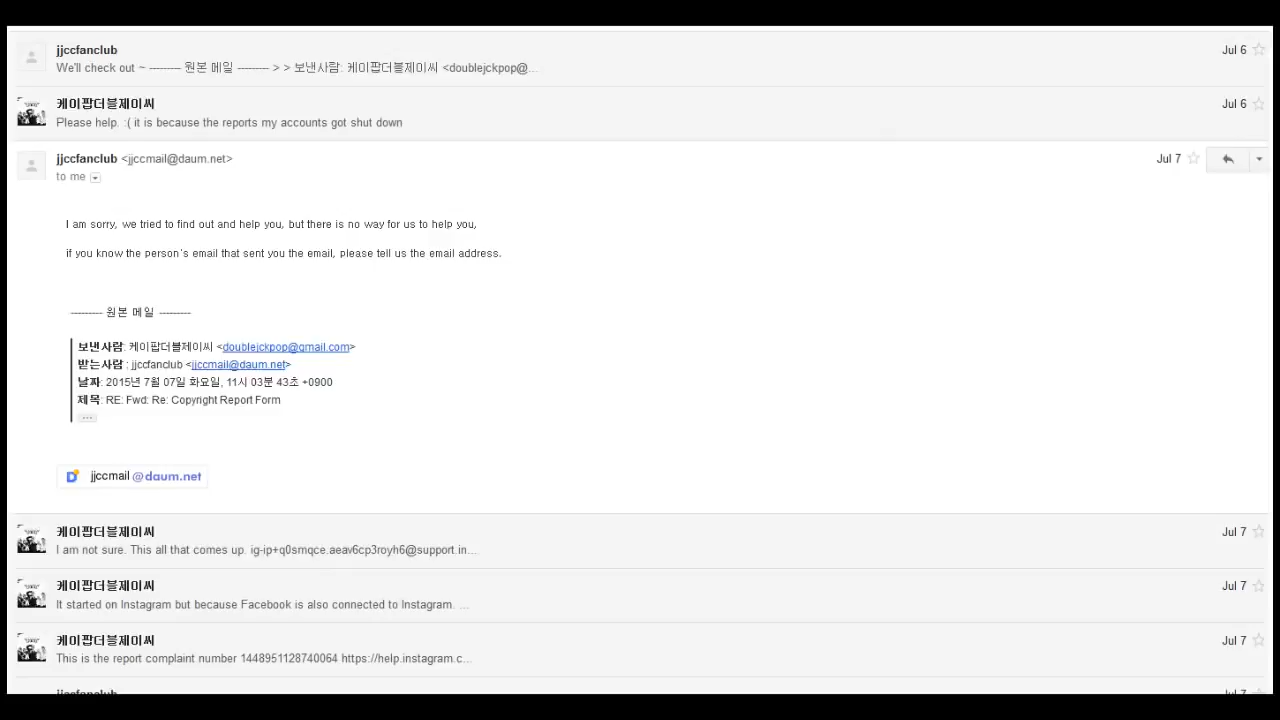 jjccfanclub Jul 6
We'll check out ~ --------- 원본 메일 --------- > > 보낸사람: 케이팝더블제이씨 <doublejckpop@...
케이팝더블제이씨 Jul 6
Please help. :( it is because the reports my accounts got shut down
jjccfanclub <jjccmail@daum.net> Jul 7
to me
I am sorry, we tried to find out and help you, but there is no way for us to help you,
if you know the person's email that sent you the email, please tell us the email address.
--------- 원본 메일 ---------
보낸사람: 케이팝더블제이씨 <doublejckpop@gmail.com>
받는사람 : jjccfanclub <jjccmail@daum.net>
날짜: 2015년 7월 07일 화요일, 11시 03분 43초 +0900
제목: RE: Fwd: Re: Copyright Report Form
...
D jjccmail @daum.net
케이팝더블제이씨 Jul 7
I am not sure. This all that comes up. ig-ip+q0smqce.aeav6cp3royh6@support.in...
케이팝더블제이씨 Jul 7
It started on Instagram but because Facebook is also connected to Instagram. ...
케이팝더블제이씨 Jul 7
This is the report complaint number 1448951128740064 https://help.instagram.c...
jjccfanclub Jul 7